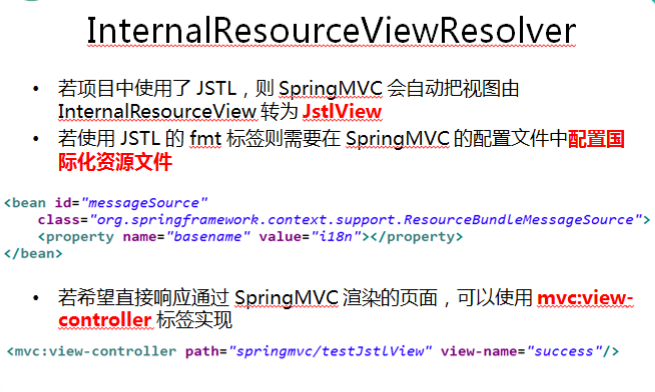 InternalResourceViewResolver
• 若项目中使用了 JSTL，则 SpringMVC 会自动把视图由
InternalResourceView 转为 JstlView
• 若使用 JSTL 的 fmt 标签则需要在 SpringMVC 的配置文件中配置国
际化资源文件
<bean id="messageSource"
class="org.springframework.context.support.ResourceBundleMessageSource">
<property name="basename" value="i18n"></property>
</bean>
• 若希望直接响应通过 SpringMVC 渲染的页面，可以使用 mvc:view-
controller 标签实现
<mvc:view-controller path="springmvc/testJstlView" view-name="success"/>